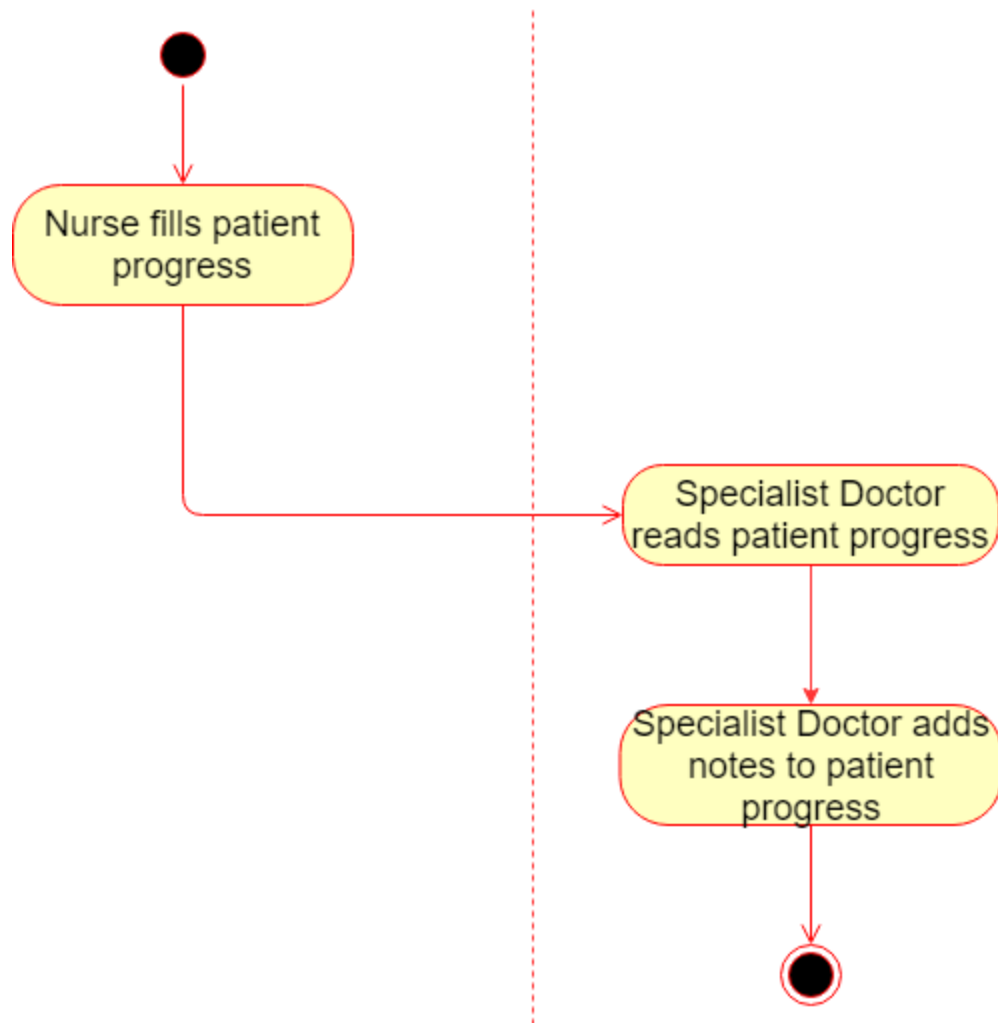 Nurse fills patient
progress
Specialist Doctor
reads patient progress
Specialist Doctor adds
notes to patient
progress